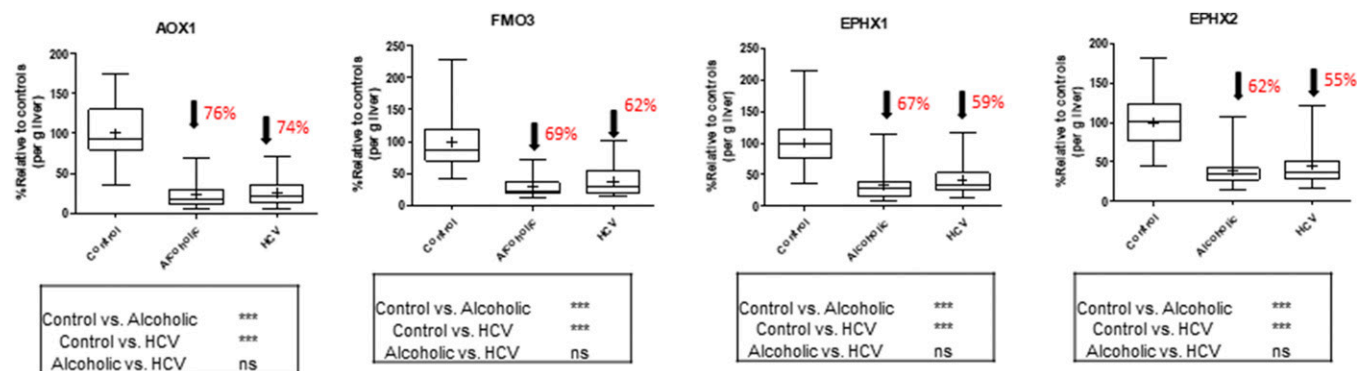 AOX1
%Relative to controls
(per g liver)
200
150
100
50
0
76%
74%
Control
Alcoholic
HCV
Control vs. Alcoholic ***
Control vs. HCV ***
Alcoholic vs. HCV ns
FMO3
%Relative to controls
(per g liver)
250
200
150
100
50
0
69%
62%
Control
Alcoholic
HCV
Control vs. Alcoholic ***
Control vs. HCV ***
Alcoholic vs. HCV ns
EPHX1
%Relative to controls
(per g liver)
250
200
150
100
50
0
67%
59%
Control
Alcoholic
HCV
Control vs. Alcoholic ***
Control vs. HCV ***
Alcoholic vs. HCV ns
EPHX2
%Relative to controls
(per g liver)
200
150
100
50
0
62%
55%
Control
Alcoholic
HCV
Control vs. Alcoholic ***
Control vs. HCV ***
Alcoholic vs. HCV ns